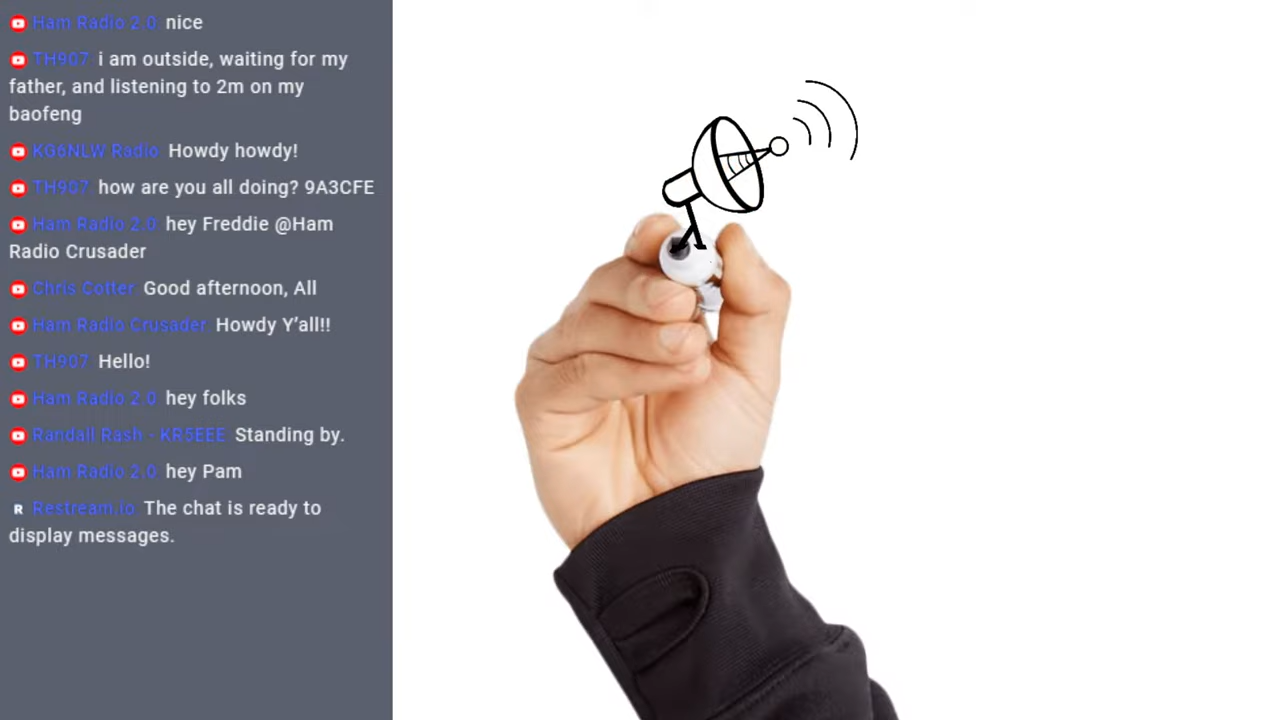 Ham Radio 2.0: nice
TH907: i am outside, waiting for my
father, and listening to 2m on my
baofeng
KG6NLW Radio: Howdy howdy!
TH907: how are you all doing? 9A3CFE
Ham Radio 2.0: hey Freddie @Ham
Radio Crusader
Chris Cotter: Good afternoon, All
Ham Radio Crusader: Howdy Y'all!!
TH907: Hello!
Ham Radio 2.0: hey folks
Randall Rash - KR5EEE: Standing by.
Ham Radio 2.0: hey Pam
R Restream.io: The chat is ready to
display messages.